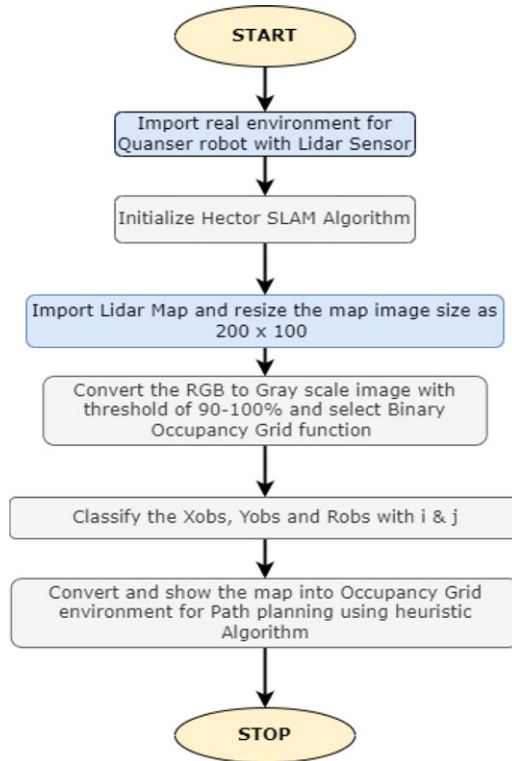 START
Import real environment for
Quanser robot with Lidar Sensor
Initialize Hector SLAM Algorithm
Import Lidar Map and resize the map image size as
200 x 100
Convert the RGB to Gray scale image with
threshold of 90-100% and select Binary
Occupancy Grid function
Classify the Xobs, Yobs and Robs with i & j
Convert and show the map into Occupancy Grid
environment for Path planning using heuristic
Algorithm
STOP